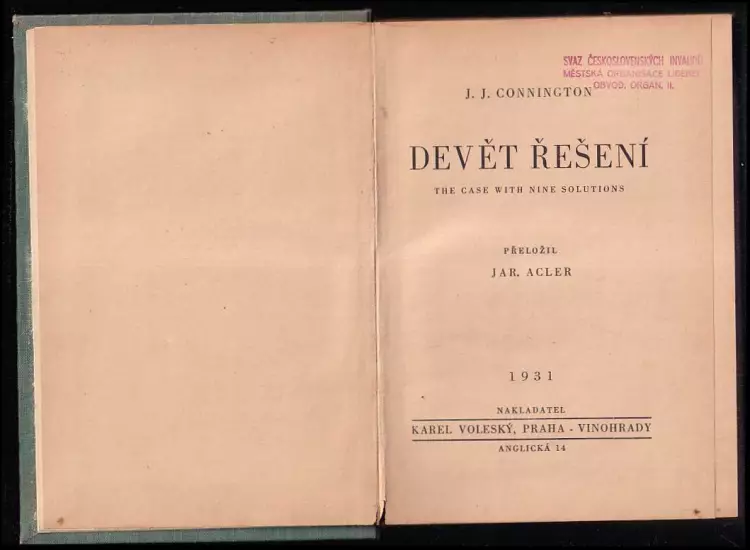 SVAZ ČESKOSLOVENSKÝCH INVALIDŮ
MĚSTSKÁ ORGANISACE LIBEREC
OBVOD. ORGAN. II.
J. J. CONNINGTON
DEVĚT ŘEŠENÍ
THE CASE WITH NINE SOLUTIONS
PŘELOŽIL
JAR. ACLER
1931
NAKLADATEL
KAREL VOLESKÝ, PRAHA - VINOHRADY
ANGLICKÁ 14